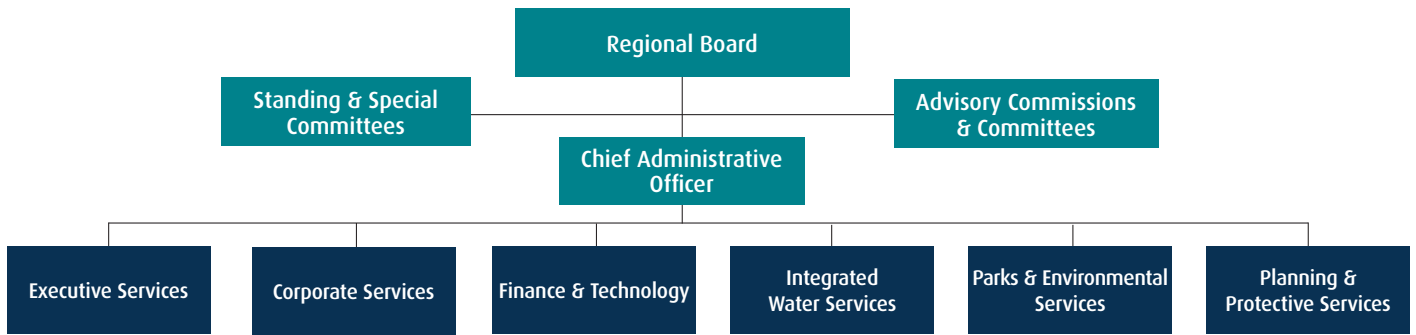 Regional Board
Standing & Special
Committees
Advisory Commissions
& Committees
Chief Administrative
Officer
Executive Services
Corporate Services
Finance & Technology
Integrated
Water Services
Parks & Environmental
Services
Planning &
Protective Services